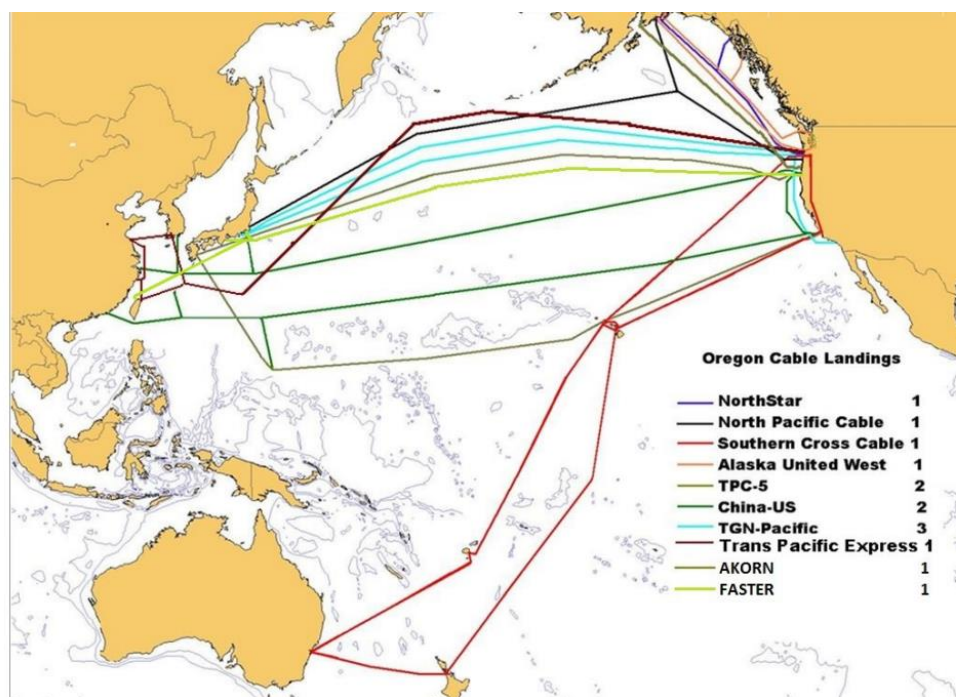 Oregon Cable Landings
NorthStar 1
North Pacific Cable 1
Southern Cross Cable 1
Alaska United West 1
TPC-5 2
China-US 2
TGN-Pacific 3
Trans Pacific Express 1
AKORN 1
FASTER 1